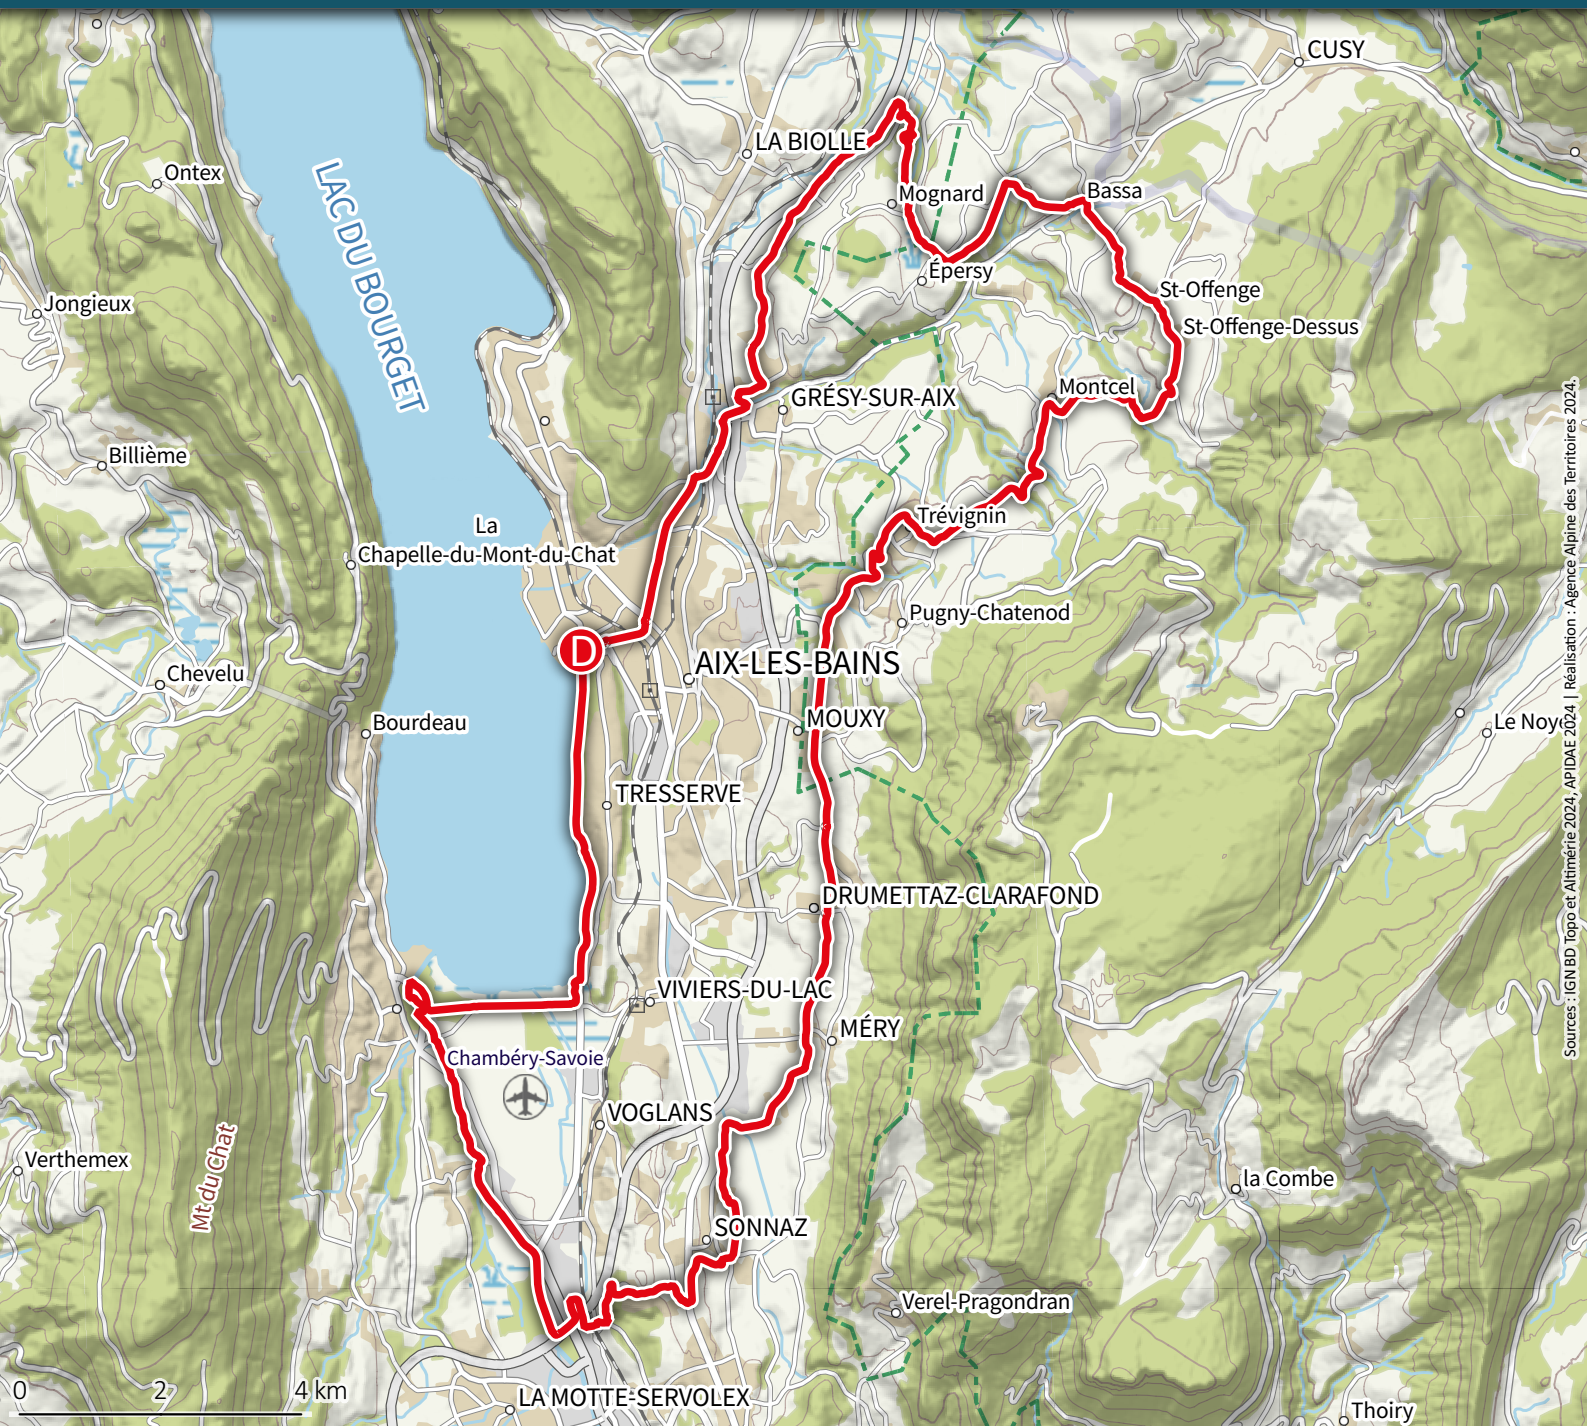 CUSY
LA BIOLLE
Ontex
Mognard
Bassa
LAC DU BOURGET
Épersy
St-Offenge
Jongieux
St-Offenge-Dessus
Montcel
GRÉSY-SUR-AIX
Billième
Trévignin
La
Chapelle-du-Mont-du-Chat
Pugny-Chatenod
D
AIX-LES-BAINS
Chevelu
MOUXY
Bourdeau
Le Noye
TRESSERVE
DRUMETTAZ-CLARAFOND
VIVIERS-DU-LAC
MÉRY
Chambéry-Savoie
VOGLANS
Verthemex
Mt du Chat
la Combe
SONNAZ
Verel-Pragondran
0 2 4 km
LA MOTTE-SERVOLEX
Thoiry
Sources : IGN BD Topo et Altimérie 2024, APIDAE 2024 | Réalisation : Agence Alpine des Territoires 2024.